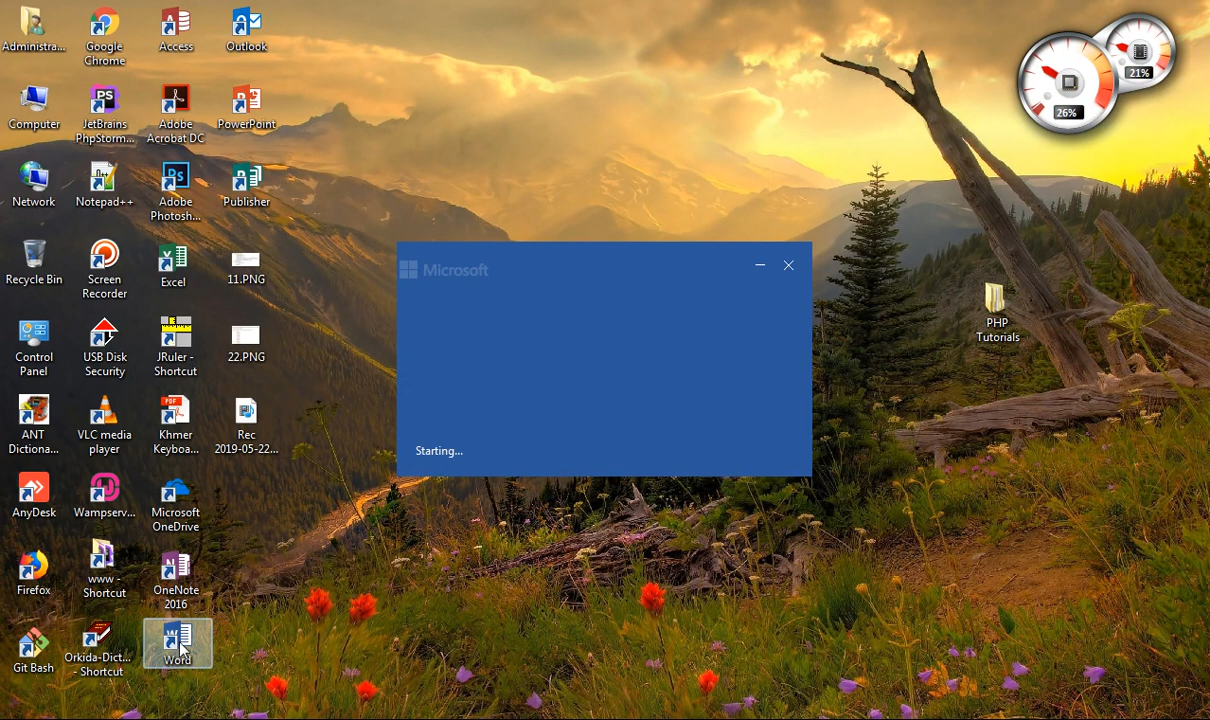 Administra...
Google
Chrome
Access
Outlook
Computer
PS
JetBrains
PhpStorm...
Adobe
Acrobat DC
PowerPoint
Network
Notepad++
Ps
Adobe
Photosh...
Publisher
Recycle Bin
Screen
Recorder
Excel
11.PNG
Control
Panel
USB Disk
Security
JRuler -
Shortcut
22.PNG
ANT
Dictiona...
VLC media
player
PDF
Khmer
Keyboa...
Rec
2019-05-22...
AnyDesk
Wampserv...
Microsoft
OneDrive
Firefox
www -
Shortcut
OneNote
2016
Git Bash
Orkida-Dict...
- Shortcut
Word
Microsoft
Starting...
PHP
Tutorials
26%
21%